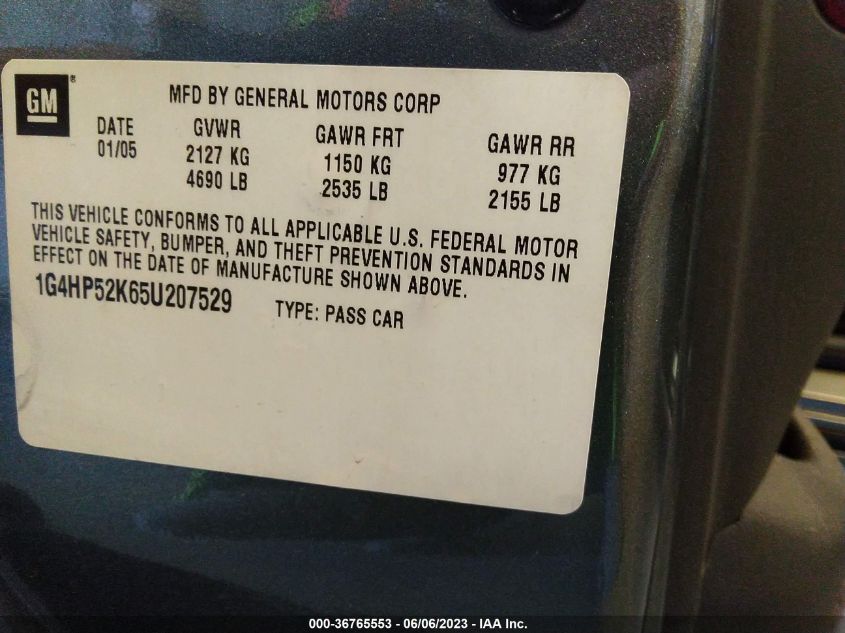 GM®
MFD BY GENERAL MOTORS CORP
DATE GVWR GAWR FRT GAWR RR
01/05 2127 KG 1150 KG 977 KG
4690 LB 2535 LB 2155 LB
THIS VEHICLE CONFORMS TO ALL APPLICABLE U.S. FEDERAL MOTOR
VEHICLE SAFETY, BUMPER, AND THEFT PREVENTION STANDARDS IN
EFFECT ON THE DATE OF MANUFACTURE SHOWN ABOVE.
1G4HP52K65U207529 TYPE: PASS CAR
000-36765553 - 06/06/2023 - IAA Inc.